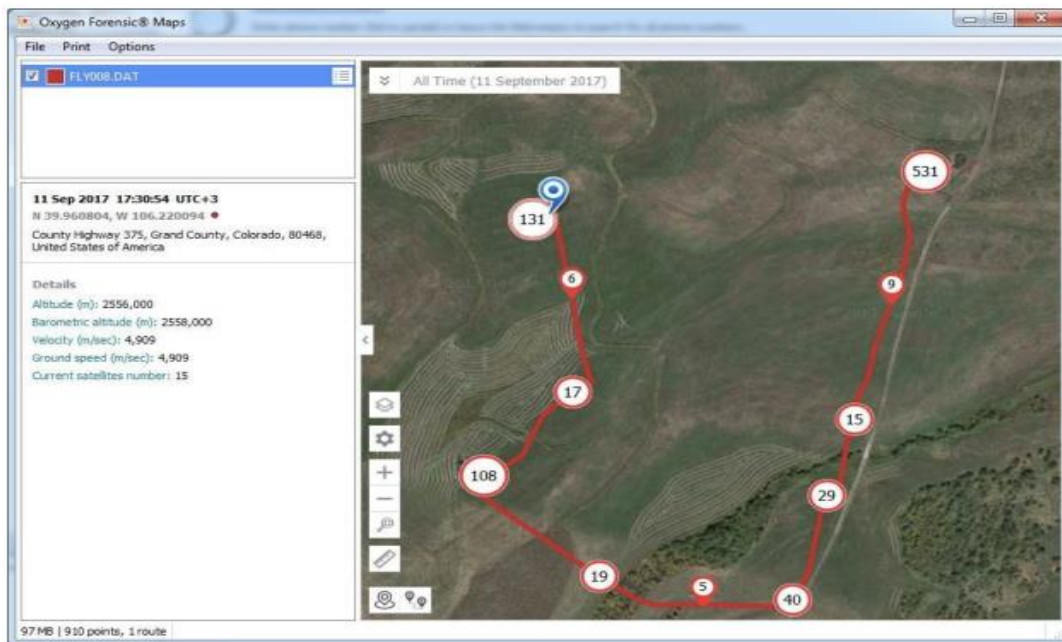 Oxygen Forensic® Maps
File Print Options
FLY008.DAT
All Time (11 September 2017)
11 Sep 2017 17:30:54 UTC+3
N 39.960804, W 106.220094
County Highway 375, Grand County, Colorado, 80468,
United States of America
Details
Altitude (m): 2556,000
Barometric altitude (m): 2558,000
Velocity (m/sec): 4,909
Ground speed (m/sec): 4,909
Current satellites number: 15
531
131
6
9
17
15
108
29
19
5
40
97 MB | 910 points, 1 route